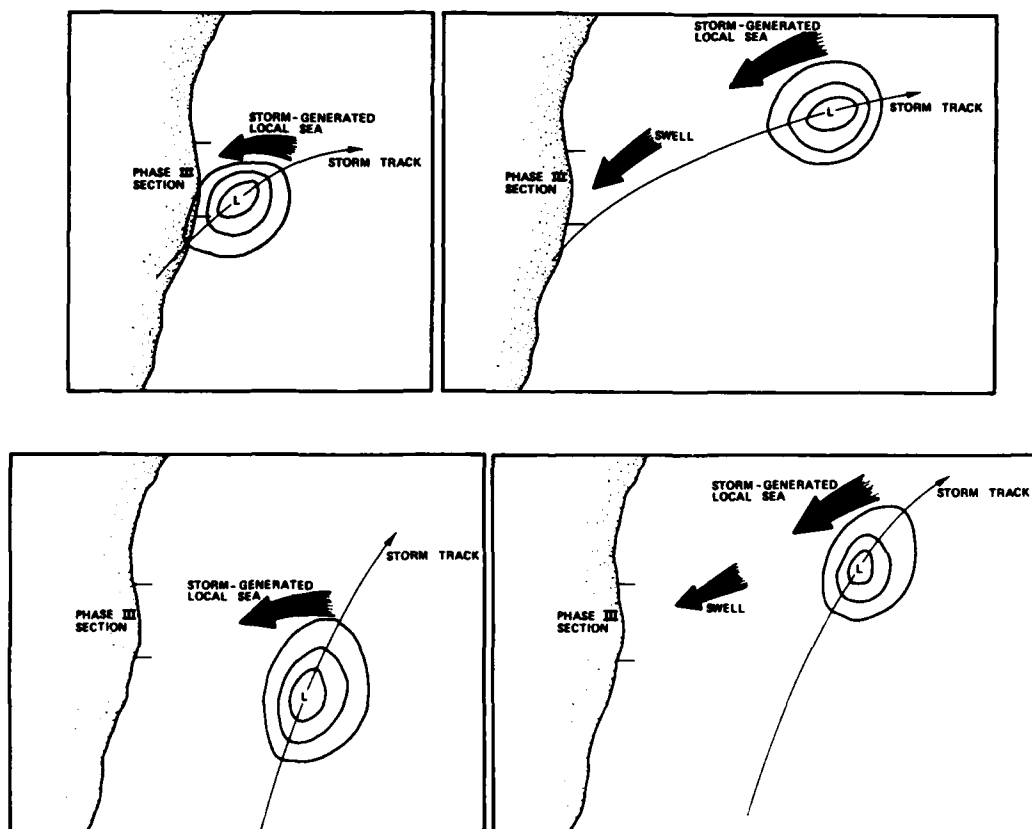 STORM-GENERATED
LOCAL SEA
STORM TRACK
PHASE III
SECTION
L
STORM-GENERATED
LOCAL SEA
STORM TRACK
SWELL
PHASE III
SECTION
L
STORM TRACK
STORM-GENERATED
LOCAL SEA
PHASE III
SECTION
L
STORM-GENERATED
LOCAL SEA
STORM TRACK
SWELL
PHASE III
SECTION
L